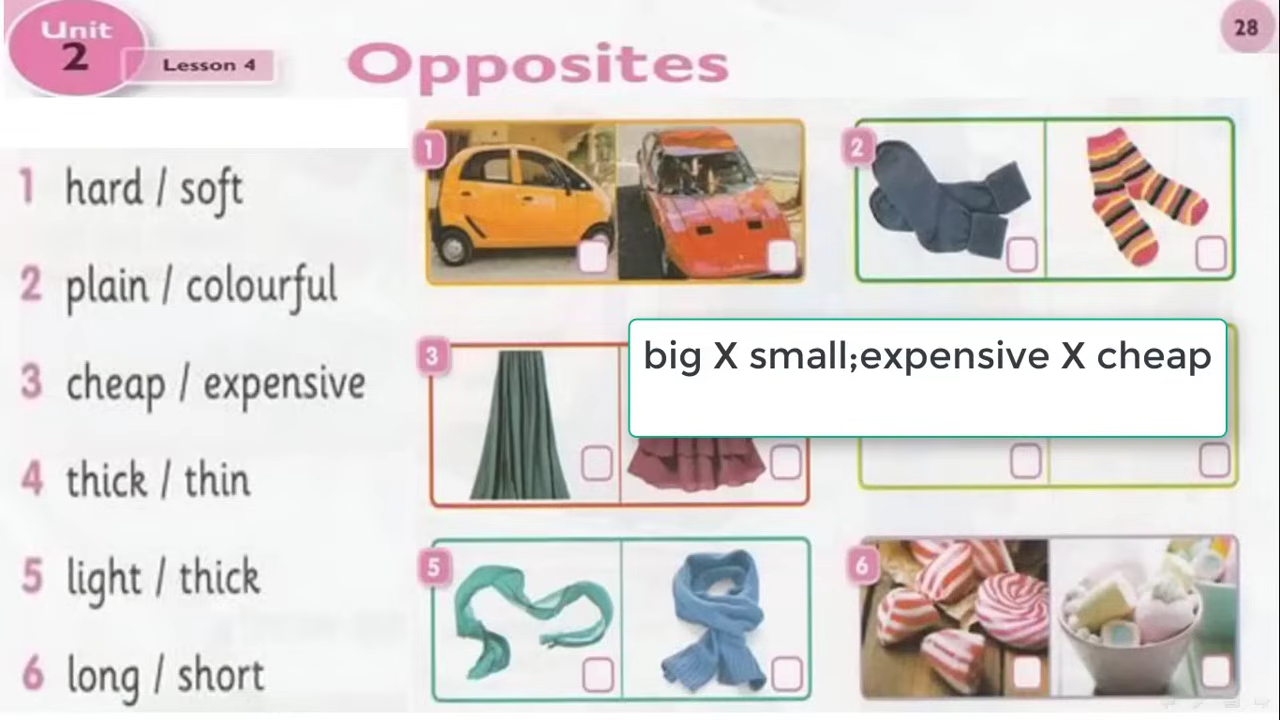 Unit
2
Lesson 4
Opposites
28
1 hard / soft
2 plain / colourful
3 cheap / expensive
4 thick / thin
5 light / thick
6 long / short
1
2
3
big X small;expensive X cheap
5
6